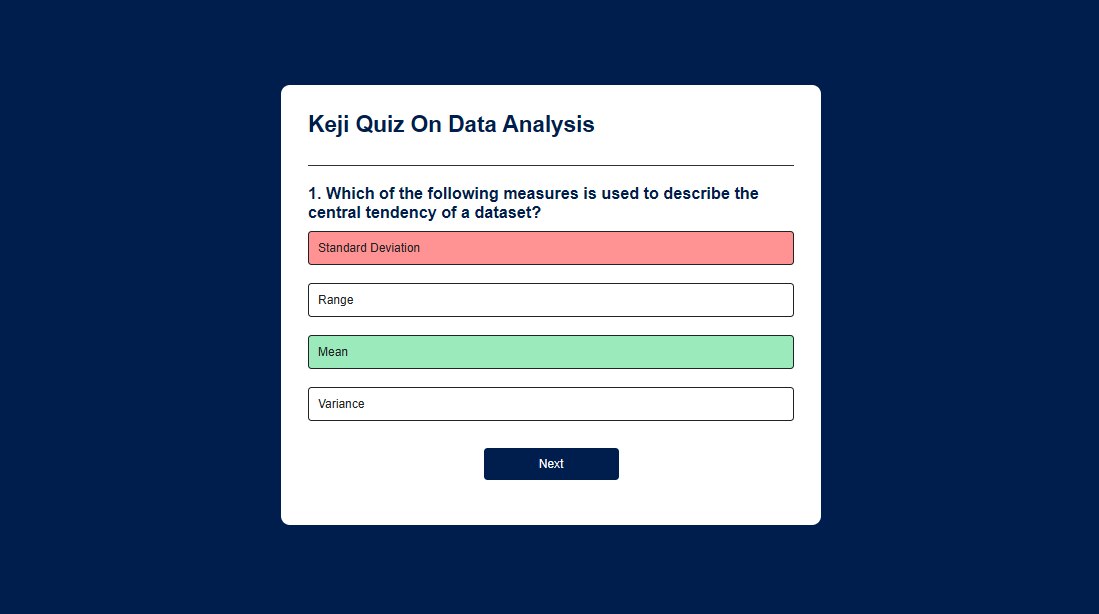 Keji Quiz On Data Analysis
1. Which of the following measures is used to describe the
central tendency of a dataset?
Standard Deviation
Range
Mean
Variance
Next